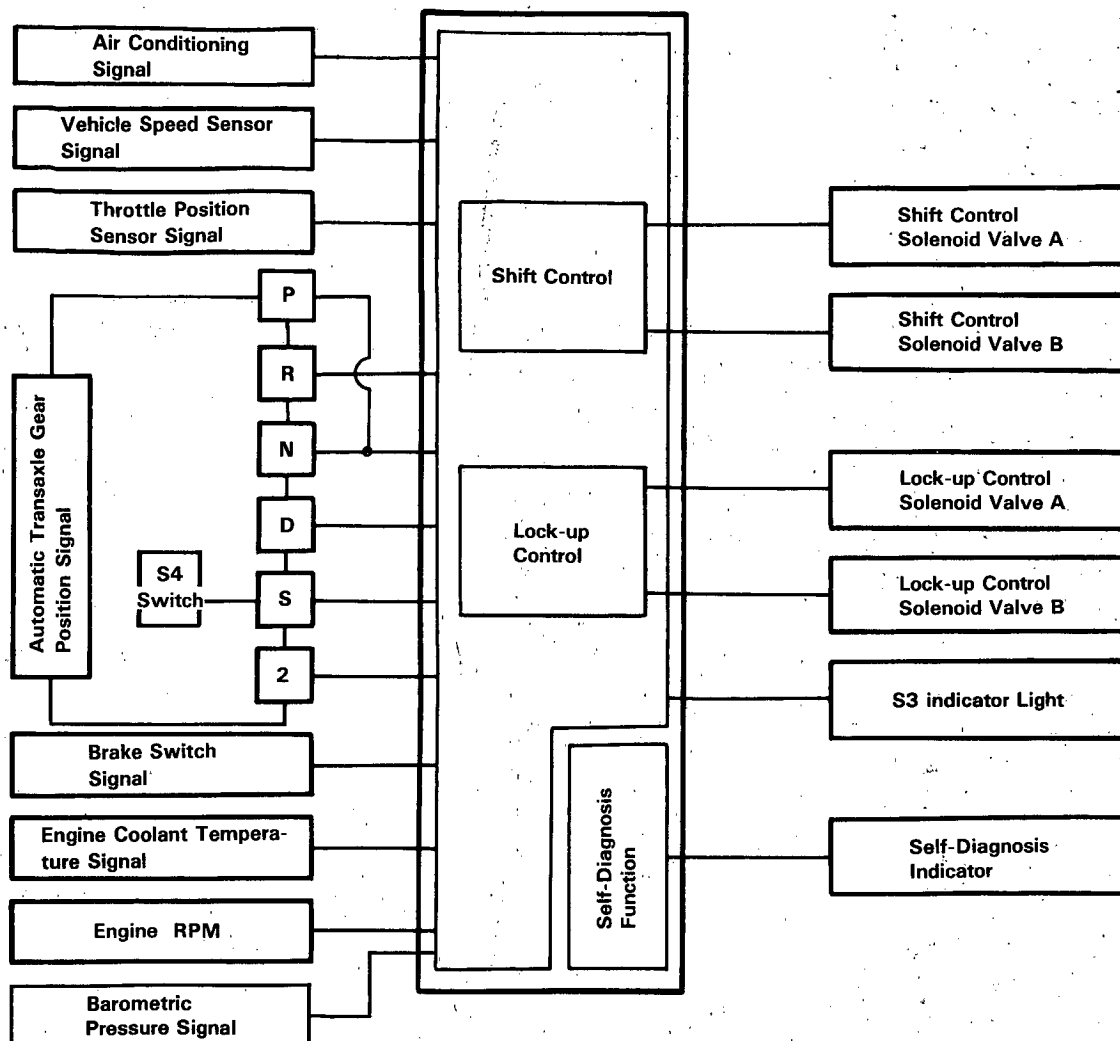 Air Conditioning
Signal
Vehicle Speed Sensor
Signal
Throttle Position
Sensor Signal
Automatic Transaxle Gear
Position Signal
P
R
N
D
S
2
S4
Switch
Brake Switch
Signal
Engine Coolant Tempera-
ture Signal
Engine RPM
Barometric
Pressure Signal
Shift Control
Lock-up
Control
Self-Diagnosis
Function
Shift Control
Solenoid Valve A
Shift Control
Solenoid Valve B
Lock-up Control
Solenoid Valve A
Lock-up Control
Solenoid Valve B
S3 indicator Light
Self-Diagnosis
Indicator